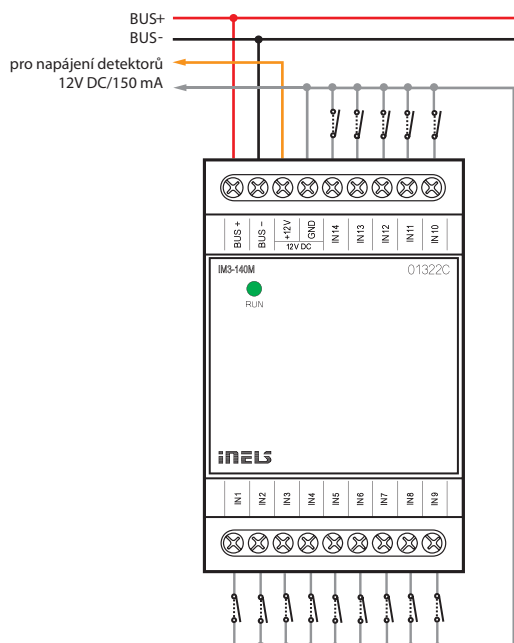 BUS+
BUS-
pro napájení detektorů
12V DC/150 mA
BUS + BUS - +12V GND IN14 IN13 IN12 IN11 IN10
12V DC
IM3-140M 01322C
RUN
iNELS
IN1 IN2 IN3 IN4 IN5 IN6 IN7 IN8 IN9